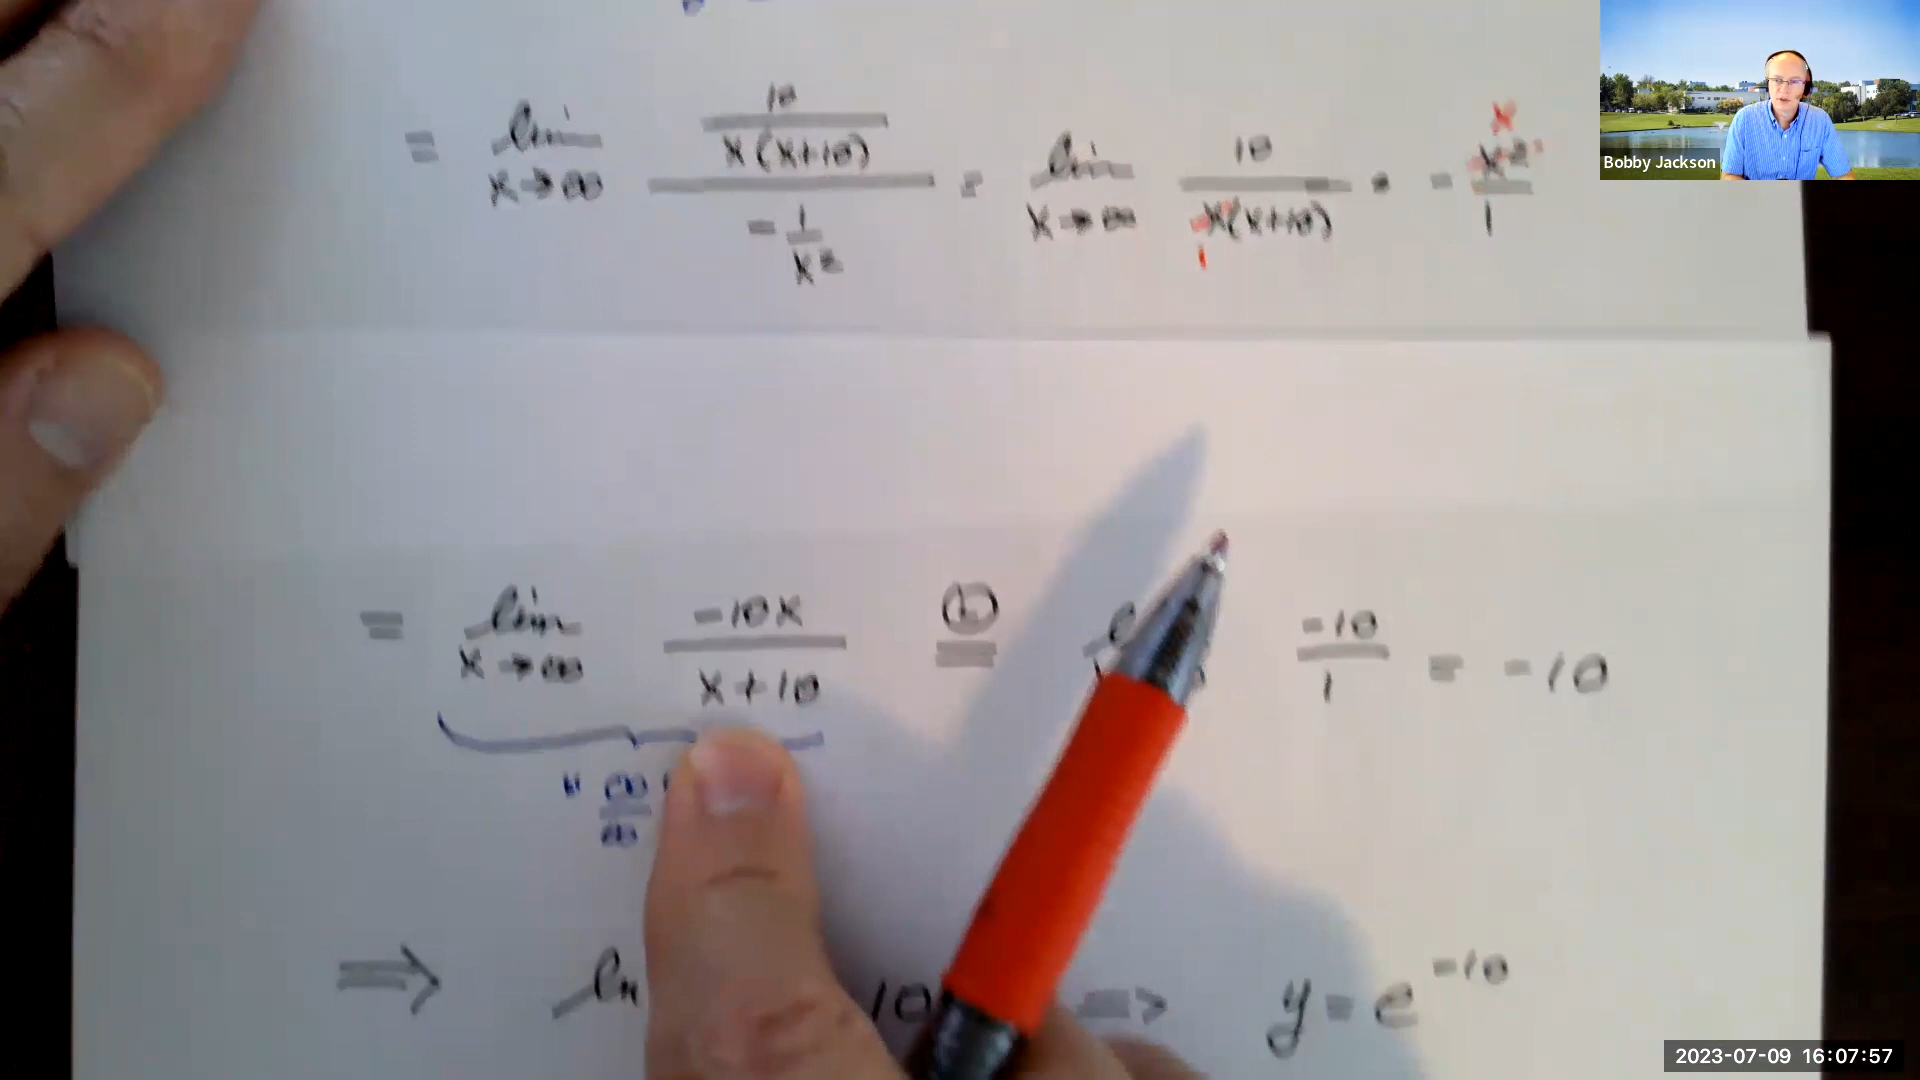 = lim x→∞ 10/(x(x+10)) / (-1/x²) = lim x→∞ 10/(x(x+10)) • -x²/1
x
1
Bobby Jackson
= lim x→∞ -10x/(x+10) (L)= -10/1 = -10
" ∞/∞
⇒ ln 10 ⇒ y = e^-10
2023-07-09 16:07:57